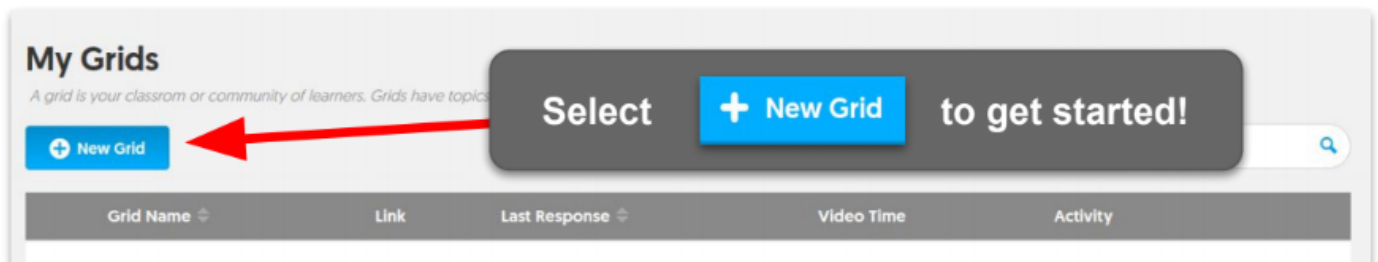 My Grids
A grid is your classrom or community of learners. Grids have topics
Select + New Grid to get started!
New Grid
Grid Name Link Last Response Video Time Activity